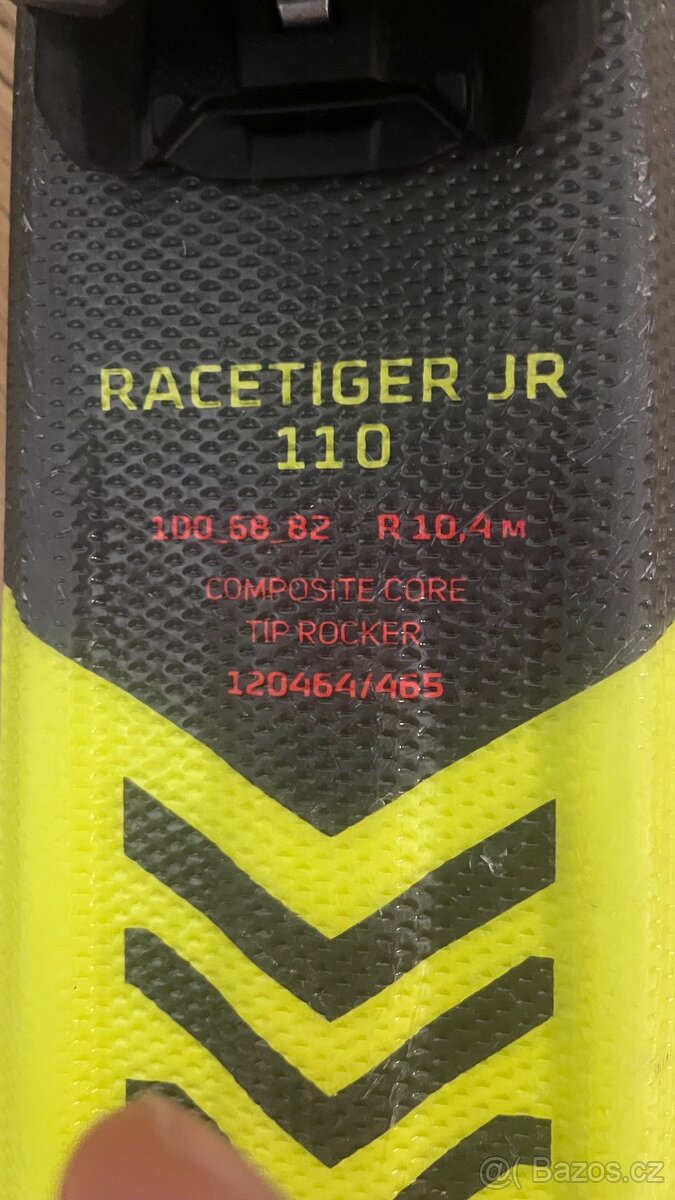 RACETIGER JR
110
100_68_82 R 10,4 M
COMPOSITE CORE
TIP ROCKER
120464/465
@ Bazos.cz